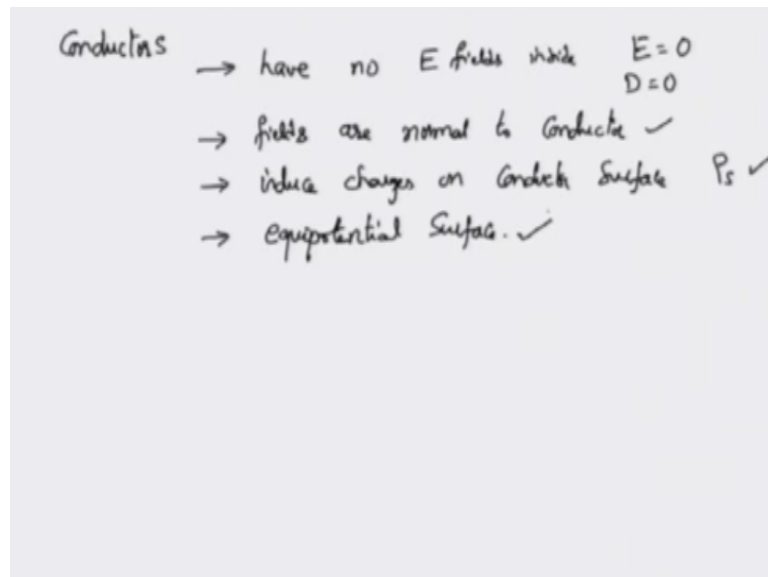 Conductors
→ have no E fields inside E = 0
D = 0
→ fields are normal to Conductor ✓
→ induce charges on Conductor Surface ρs ✓
→ equipotential Surface. ✓